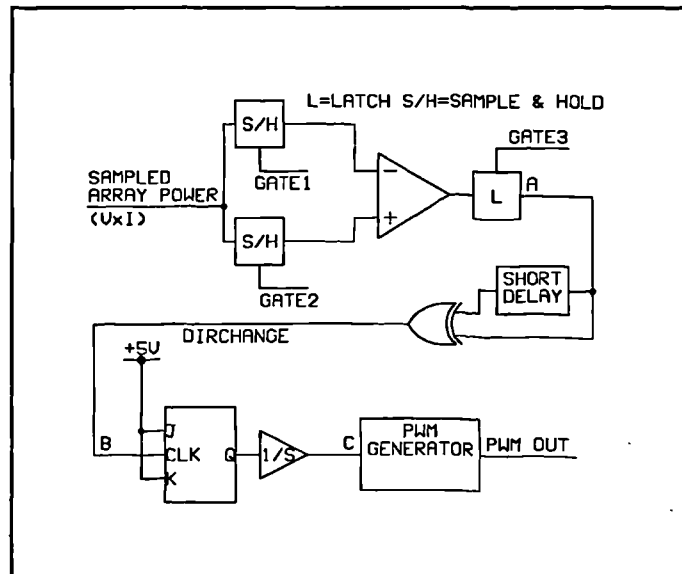 L=LATCH S/H=SAMPLE & HOLD
S/H
GATE3
SAMPLED
ARRAY POWER
(VxI)
GATE1
-
+
L
A
S/H
GATE2
SHORT
DELAY
DIRCHANGE
+5V
B
J
CLK
K
Q
1/S
C
PWM
GENERATOR
PWM OUT